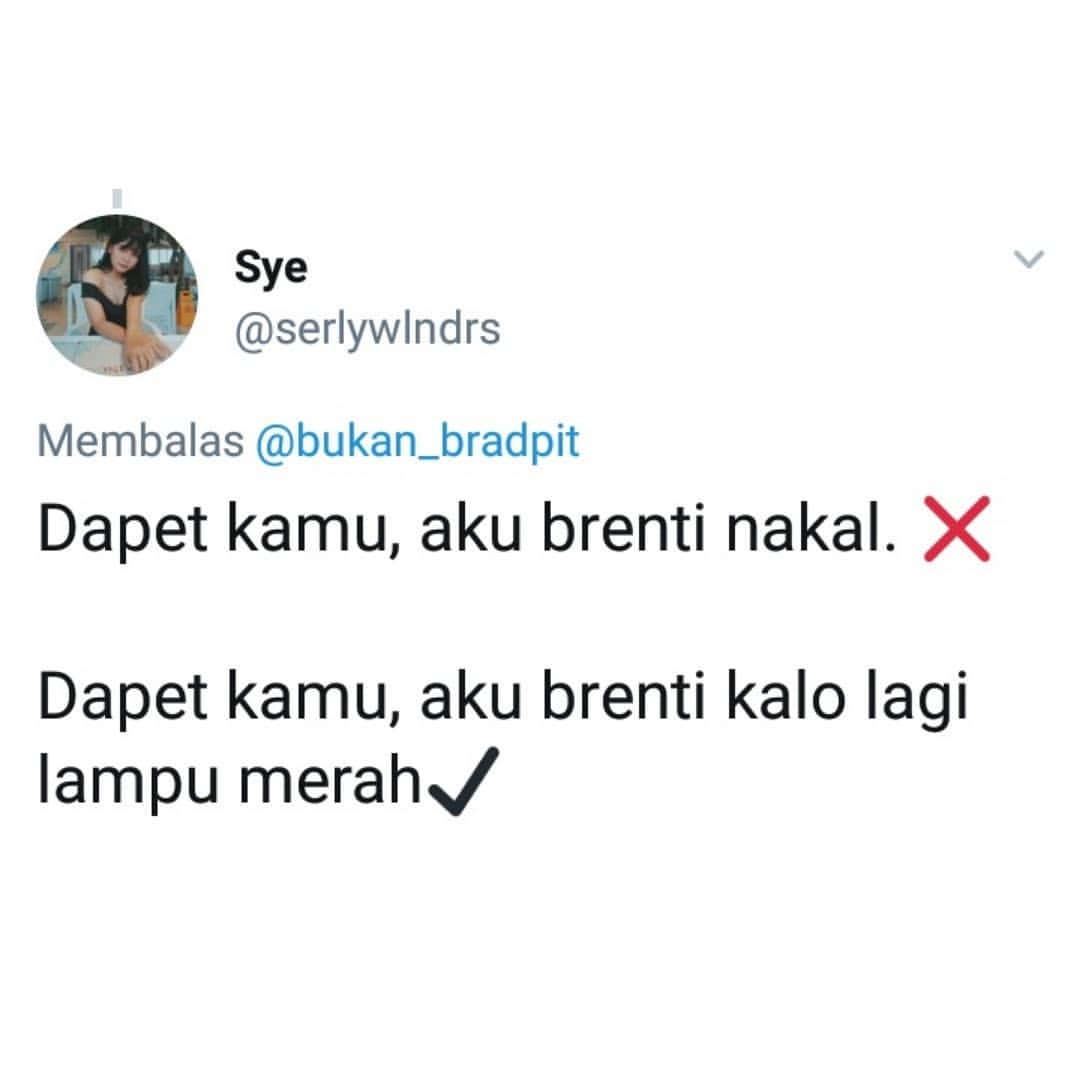 Sye
@serlywlndrs
Membalas @bukan_bradpit
Dapet kamu, aku brenti nakal. ❌
Dapet kamu, aku brenti kalo lagi
lampu merah✔